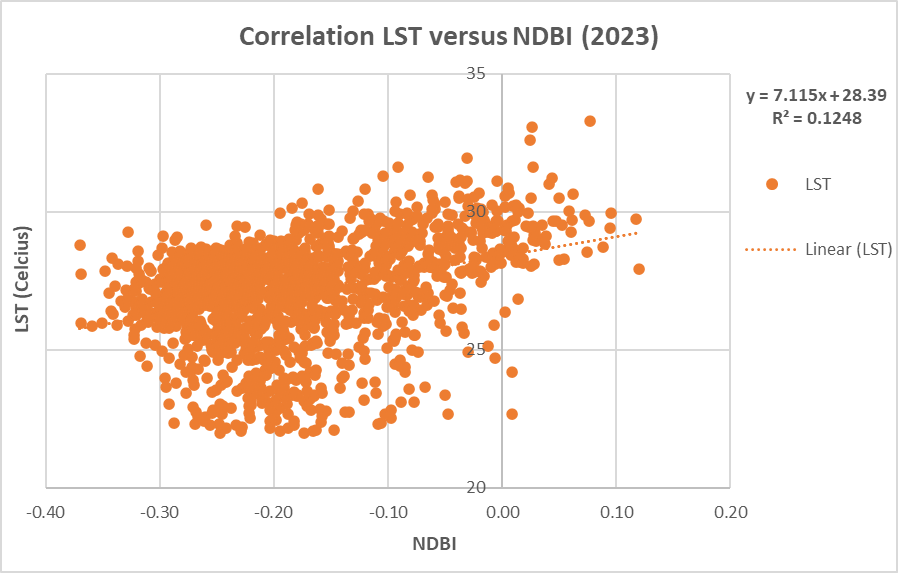 Correlation LST versus NDBI (2023)
35
y = 7.115x + 28.39
R² = 0.1248
LST
30
Linear (LST)
LST (Celcius)
25
20
-0.40 -0.30 -0.20 -0.10 0.00 0.10 0.20
NDBI